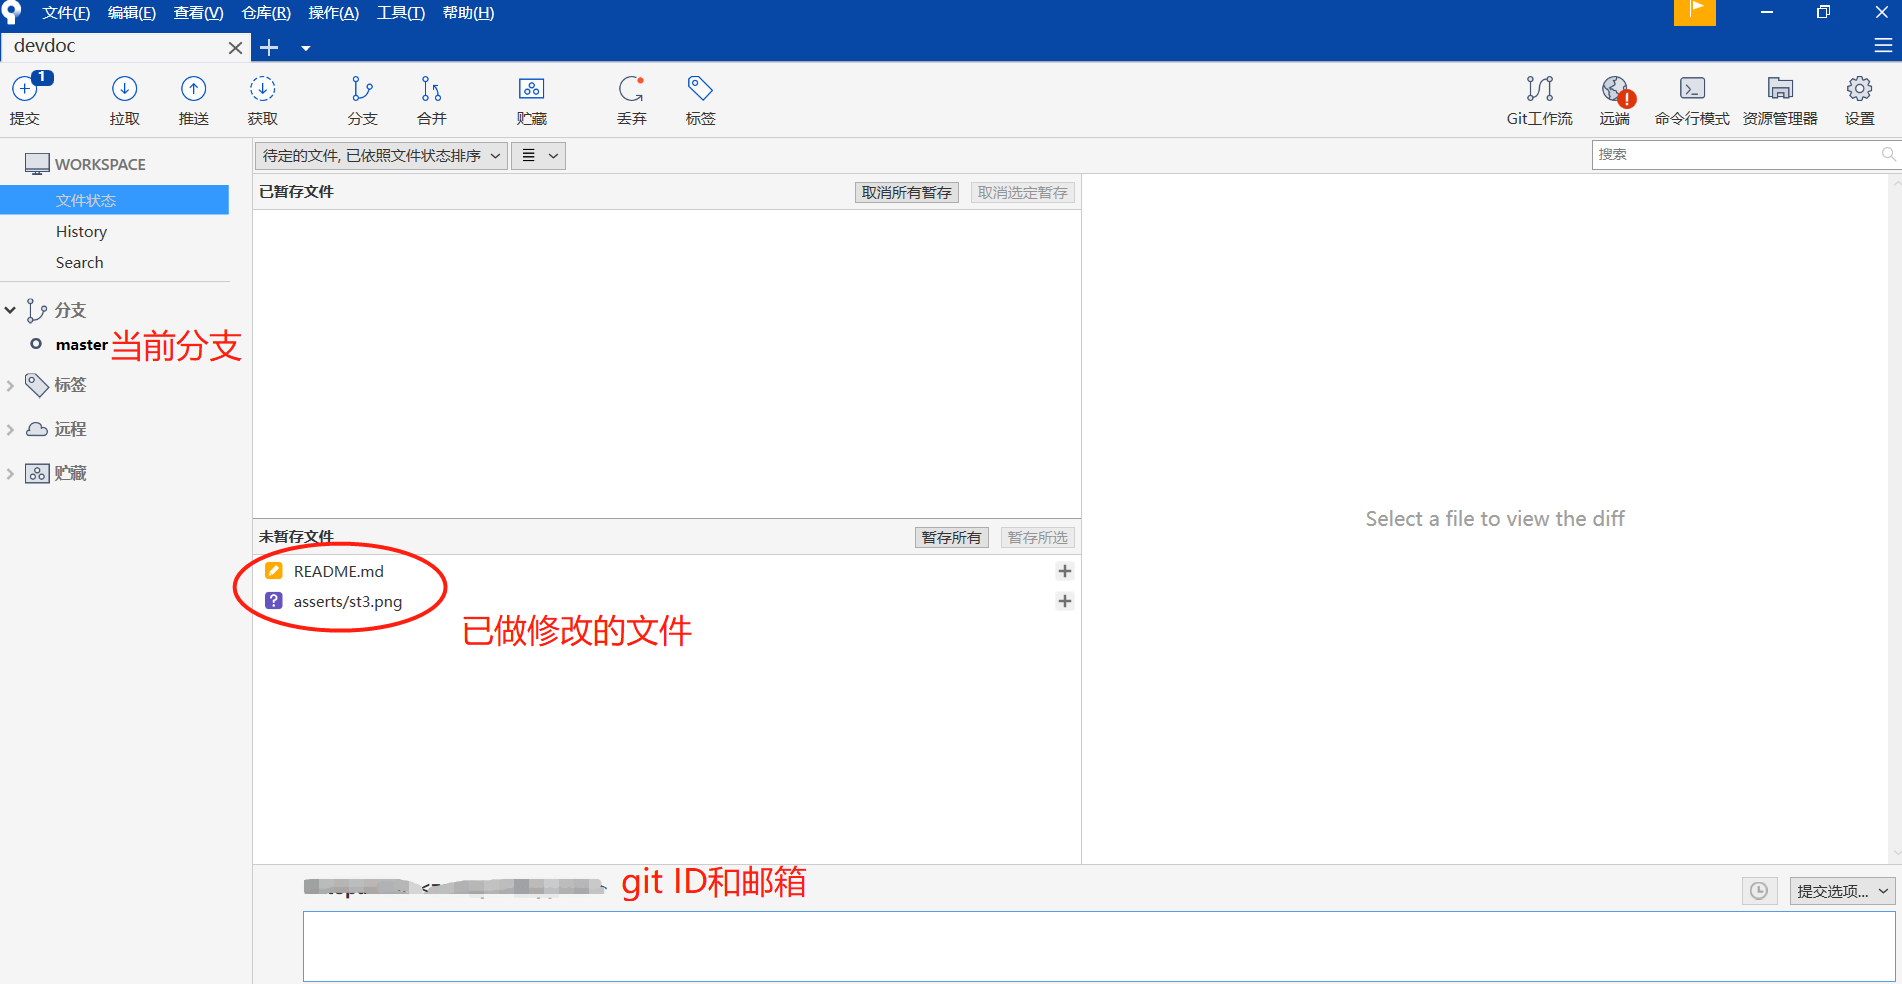 文件(F) 编辑(E) 查看(V) 仓库(R) 操作(A) 工具(T) 帮助(H)
devdoc
1
提交 拉取 推送 获取 分支 合并 贮藏 丢弃 标签 Git工作流 远端 命令行模式 资源管理器 设置
WORKSPACE
文件状态
History
Search
分支
master
当前分支
标签
远程
贮藏
待定的文件, 已依照文件状态排序
搜索
已暂存文件 取消所有暂存 取消选定暂存
未暂存文件 暂存所有 暂存所选
README.md
asserts/st3.png
已做修改的文件
Select a file to view the diff
git ID和邮箱
提交选项...